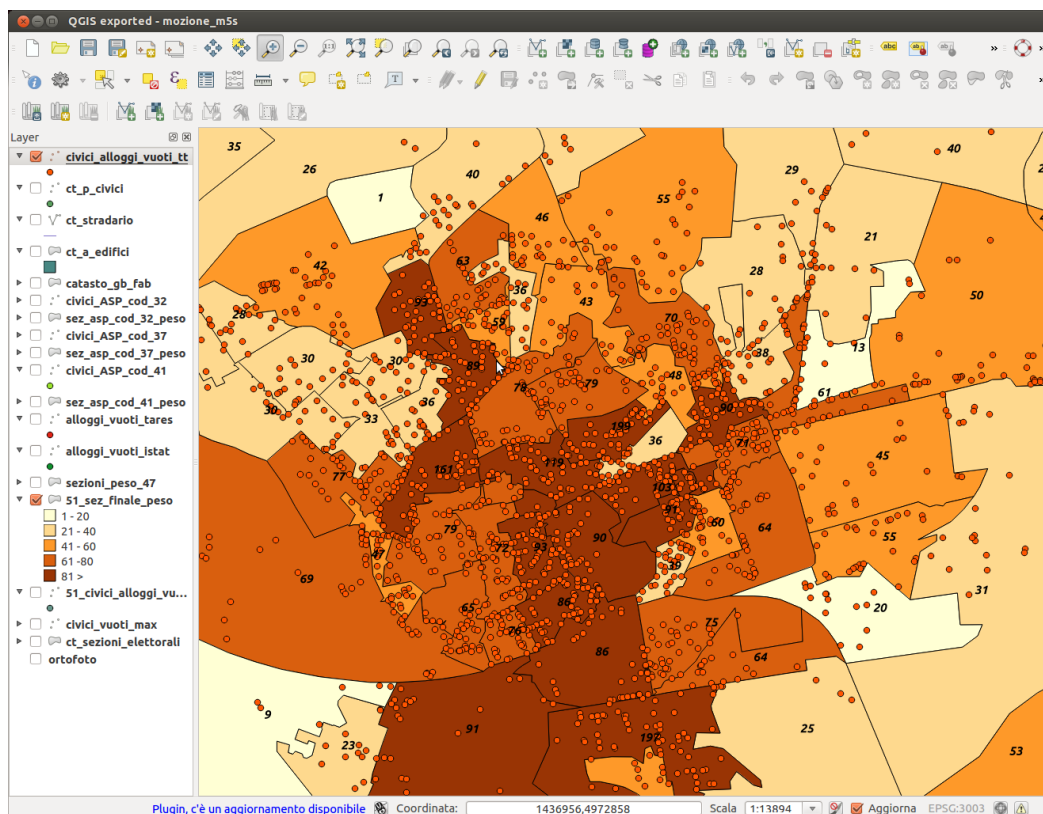 QGIS exported - mozione_m5s
Layer
civici_alloggi_vuoti_tt
ct_p_civici
ct_stradario
ct_a_edifici
catasto_gb_fab
civici_ASP_cod_32
sez_asp_cod_32_peso
civici_ASP_cod_37
sez_asp_cod_37_peso
civici_ASP_cod_41
sez_asp_cod_41_peso
alloggi_vuoti_tares
alloggi_vuoti_istat
sezioni_peso_47
51_sez_finale_peso
1 - 20
21 - 40
41 - 60
61 -80
81 >
51_civici_alloggi_vu...
civici_vuoti_max
ct_sezioni_elettorali
ortofoto
35
26
40
29
40
1
55
46
21
42
63
36
28
50
93
43
28
59
70
13
30
30
89
38
61
78
79
48
30
33
36
90
199
36
71
77
161
119
45
103
91
60
64
79
90
47
72
93
55
69
39
31
65
86
20
76
75
86
64
9
91
197
25
23
53
Plugin, c'è un aggiornamento disponibile
Coordinata:
1436956,4972858
Scala
1:13894
Aggiorna
EPSG:3003